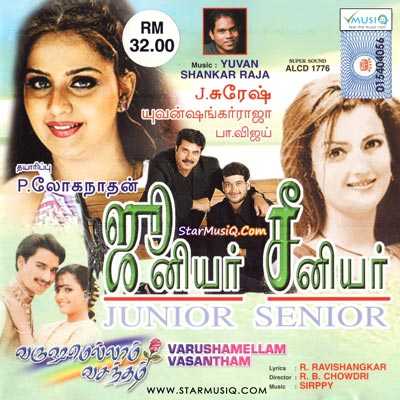 RM
32.00
Music : YUVAN
SHANKAR RAJA
MUSIQ
SUPER SOUND
ALCD 1776
015404056
J.சுரேஷ்
யுவன்ஷங்கர்ராஜா
பா.விஜய்
தயாரிப்பு
P.லோகநாதன்
StarMusiQ.Com
ஜூனியர் சீனியர்
JUNIOR SENIOR
வருஷமெல்லாம்
வசந்தம்
VARUSHAMELLAM
VASANTHAM
Lyrics : R. RAVISHANGKAR
Director : R. B. CHOWDRI
Music : SIRPPY
WWW.STARMUSIQ.COM